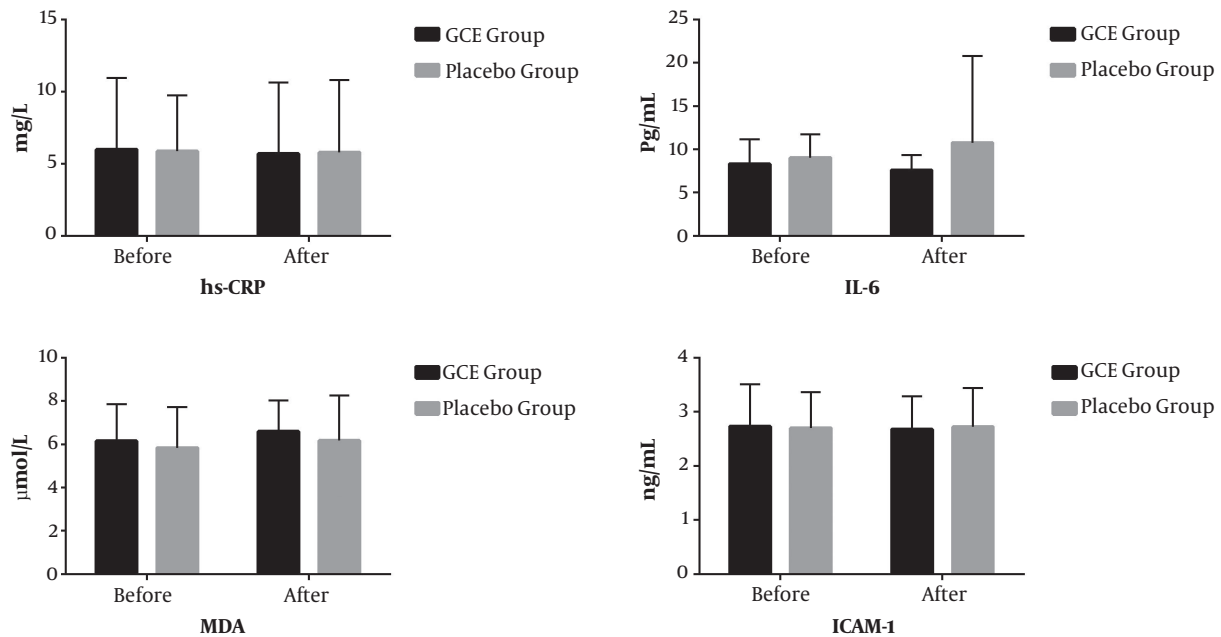 15
10
5
0
mg/L
Before
After
hs-CRP
GCE Group
Placebo Group
25
20
15
10
5
0
Pg/mL
Before
After
IL-6
GCE Group
Placebo Group
10
8
6
4
2
0
μmol/L
Before
After
MDA
GCE Group
Placebo Group
4
3
2
1
0
ng/mL
Before
After
ICAM-1
GCE Group
Placebo Group